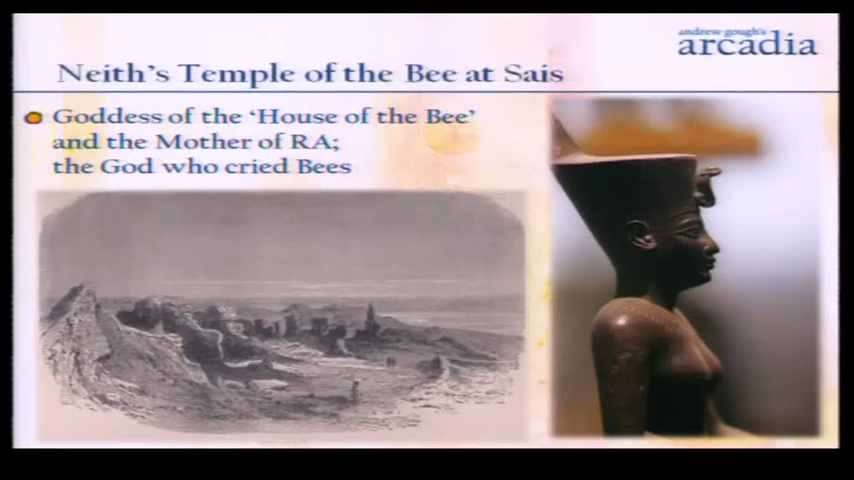 andrew gough's
arcadia
Neith's Temple of the Bee at Sais
Goddess of the 'House of the Bee'
and the Mother of RA;
the God who cried Bees